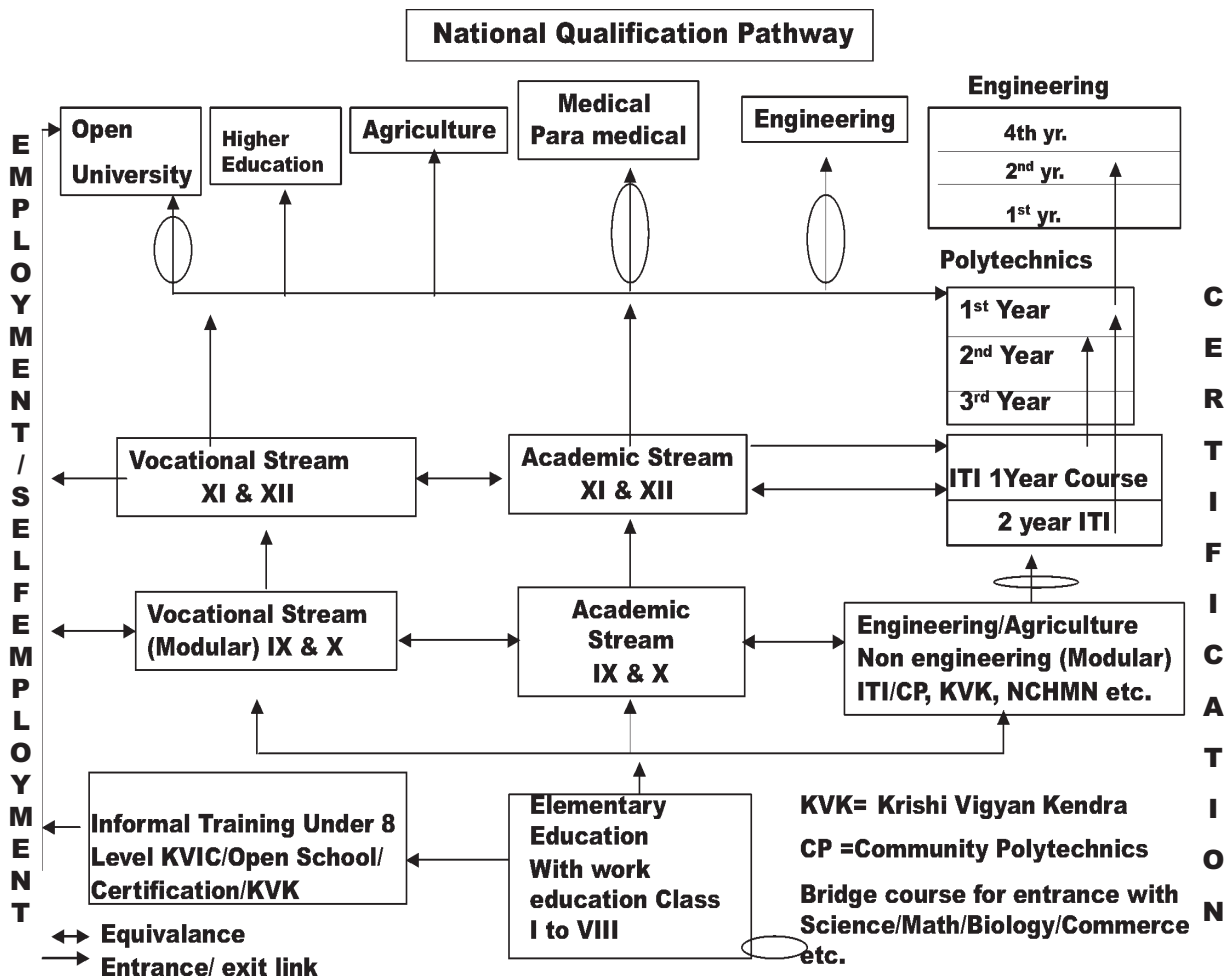 National Qualification Pathway
Engineering
4th yr.
2nd yr.
1st yr.
Open
University
Higher
Education
Agriculture
Medical
Para medical
Engineering
Polytechnics
1st Year
2nd Year
3rd Year
EMPLOYMENT/SELFEMPLOYMENT
CERTIFICATION
Vocational Stream
XI & XII
Academic Stream
XI & XII
ITI 1Year Course
2 year ITI
Vocational Stream
(Modular) IX & X
Academic
Stream
IX & X
Engineering/Agriculture
Non engineering (Modular)
ITI/CP, KVK, NCHMN etc.
Informal Training Under 8
Level KVIC/Open School/
Certification/KVK
Elementary
Education
With work
education Class
I to VIII
KVK= Krishi Vigyan Kendra
CP =Community Polytechnics
Bridge course for entrance with
Science/Math/Biology/Commerce
etc.
Equivalance
Entrance/ exit link